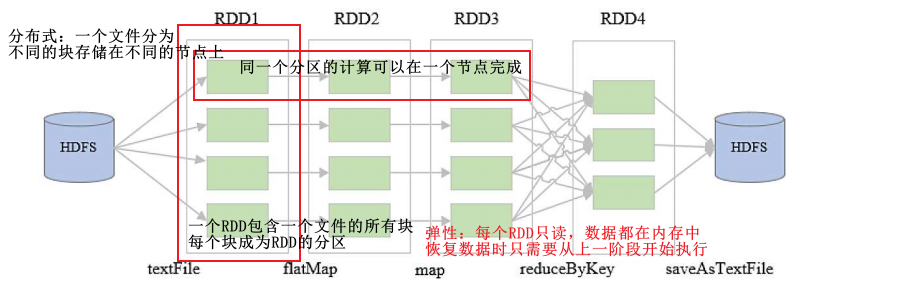 RDD1
RDD2
RDD3
RDD4
分布式：一个文件分为
不同的块存储在不同的节点上
同一个分区的计算可以在一个节点完成
HDFS
HDFS
一个RDD包含一个文件的所有块
每个块成为RDD的分区
弹性：每个RDD只读，数据都在内存中
恢复数据时只需要从上一阶段开始执行
textFile
flatMap
map
reduceByKey
saveAsTextFile